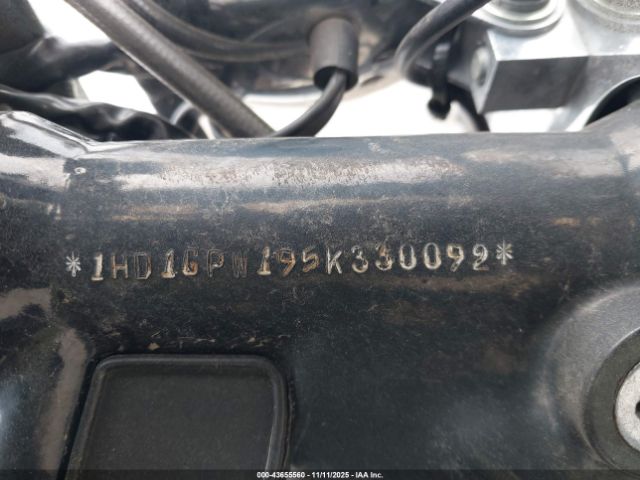 *1HD1GPW195K330092*
000-43655560 - 11/11/2025 - IAA Inc.